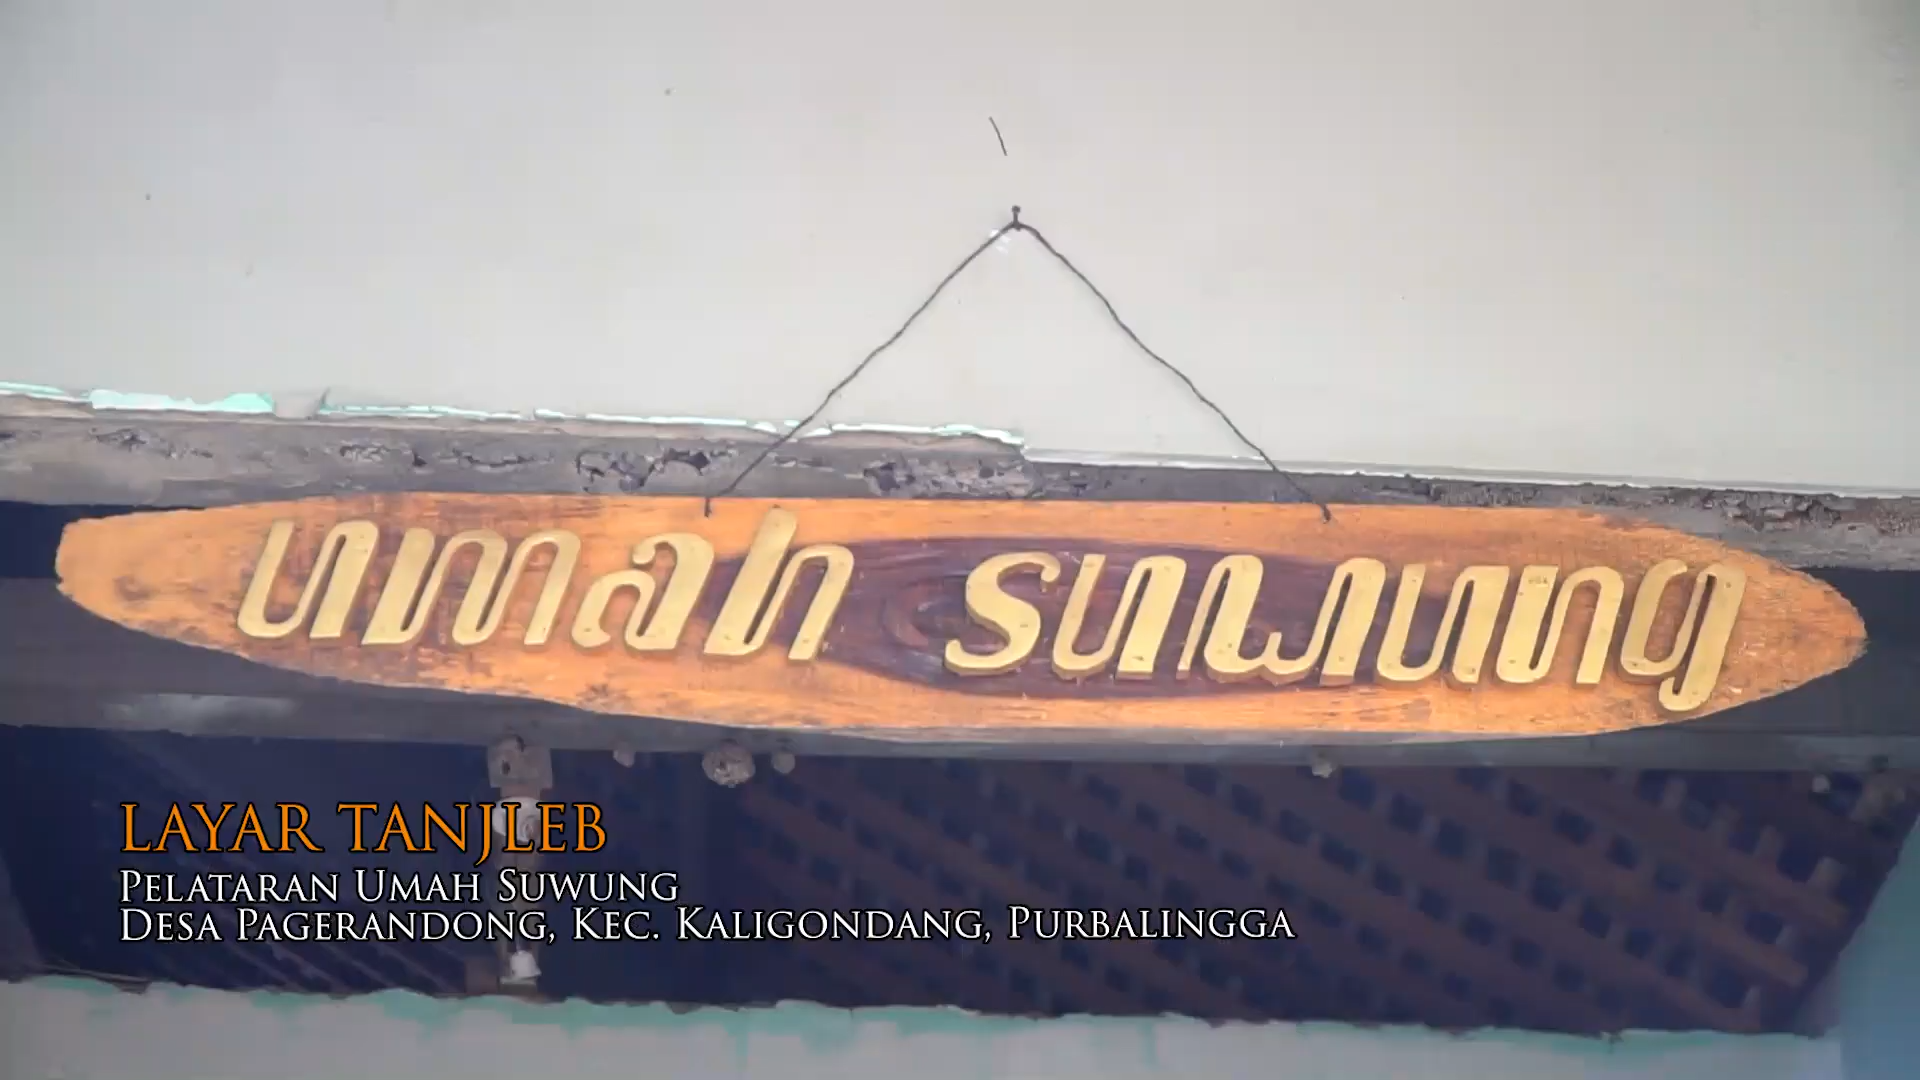 umah suwung
LAYAR TANJLEB
PELATARAN UMAH SUWUNG
DESA PAGERANDONG, KEC. KALIGONDANG, PURBALINGGA